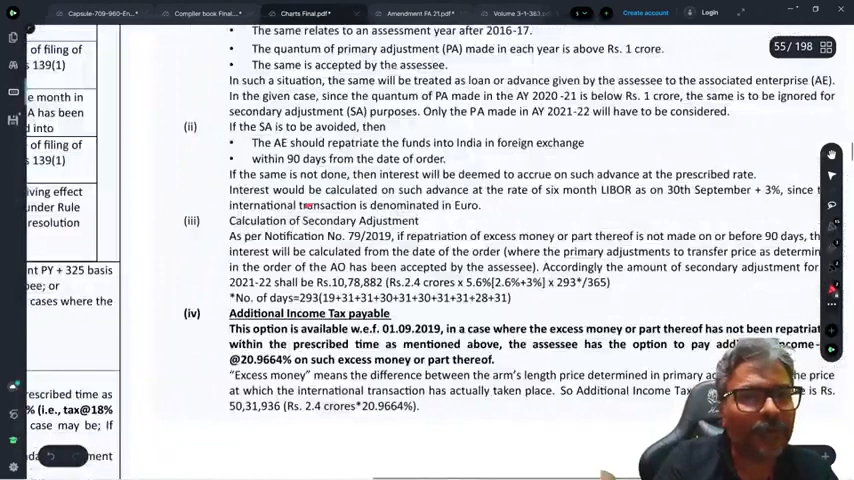 Capsule-709-960-En...*
Compiler book Final....*
Charts Final.pdf*
Amendment FA.21.pdf*
Volume 3-1-363
5
Create account
Login
55 / 198
of filing of
139(1)
e month in
A has been
d into
of filing of
139(1)
iving effect
under Rule
resolution
nt PY + 325 basis
cases where the
rescribed time as
(i.e., tax@18%
case may be; If
• The same relates to an assessment year after 2016-17.
• The quantum of primary adjustment (PA) made in each year is above Rs. 1 crore.
• The same is accepted by the assessee.
In such a situation, the same will be treated as loan or advance given by the assessee to the associated enterprise (AE).
In the given case, since the quantum of PA made in the AY 2020 -21 is below Rs. 1 crore, the same is to be ignored for
secondary adjustment (SA) purposes. Only the PA made in AY 2021-22 will have to be considered.
(ii) If the SA is to be avoided, then
• The AE should repatriate the funds into India in foreign exchange
• within 90 days from the date of order.
If the same is not done, then interest will be deemed to accrue on such advance at the prescribed rate.
Interest would be calculated on such advance at the rate of six month LIBOR as on 30th September + 3%, since
international transaction is denominated in Euro.
(iii) Calculation of Secondary Adjustment
As per Notification No. 79/2019, if repatriation of excess money or part thereof is not made on or before 90 days,
interest will be calculated from the date of the order (where the primary adjustments to transfer price as determin
in the order of the AO has been accepted by the assessee). Accordingly the amount of secondary adjustment for
2021-22 shall be Rs.10,78,882 (Rs.2.4 crores x 5.6%[2.6%+3%] x 293*/365)
*No. of days=293(19+31+31+30+31+30+31+31+28+31)
(iv) Additional Income Tax payable
This option is available w.e.f. 01.09.2019, in a case where the excess money or part thereof has not been repatriat
within the prescribed time as mentioned above, the assessee has the option to pay
@20.9664% on such excess money or part thereof.
“Excess money” means the difference between the arm’s length price determined in primary price
at which the international transaction has actually taken place. So Additional Income Tax is Rs.
50,31,936 (Rs. 2.4 crores*20.9664%).